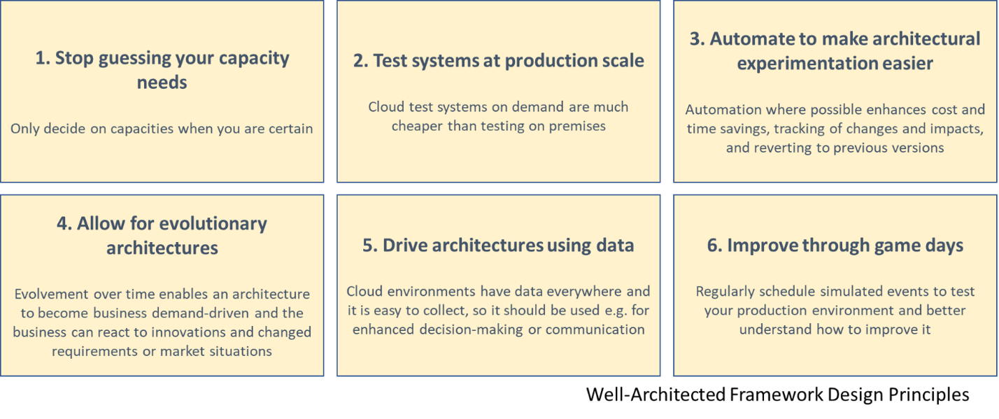 1. Stop guessing your capacity
needs
Only decide on capacities when you are certain
2. Test systems at production scale
Cloud test systems on demand are much
cheaper than testing on premises
3. Automate to make architectural
experimentation easier
Automation where possible enhances cost and
time savings, tracking of changes and impacts,
and reverting to previous versions
4. Allow for evolutionary
architectures
Evolvement over time enables an architecture
to become business demand-driven and the
business can react to innovations and changed
requirements or market situations
5. Drive architectures using data
Cloud environments have data everywhere and
it is easy to collect, so it should be used e.g. for
enhanced decision-making or communication
6. Improve through game days
Regularly schedule simulated events to test
your production environment and better
understand how to improve it
Well-Architected Framework Design Principles